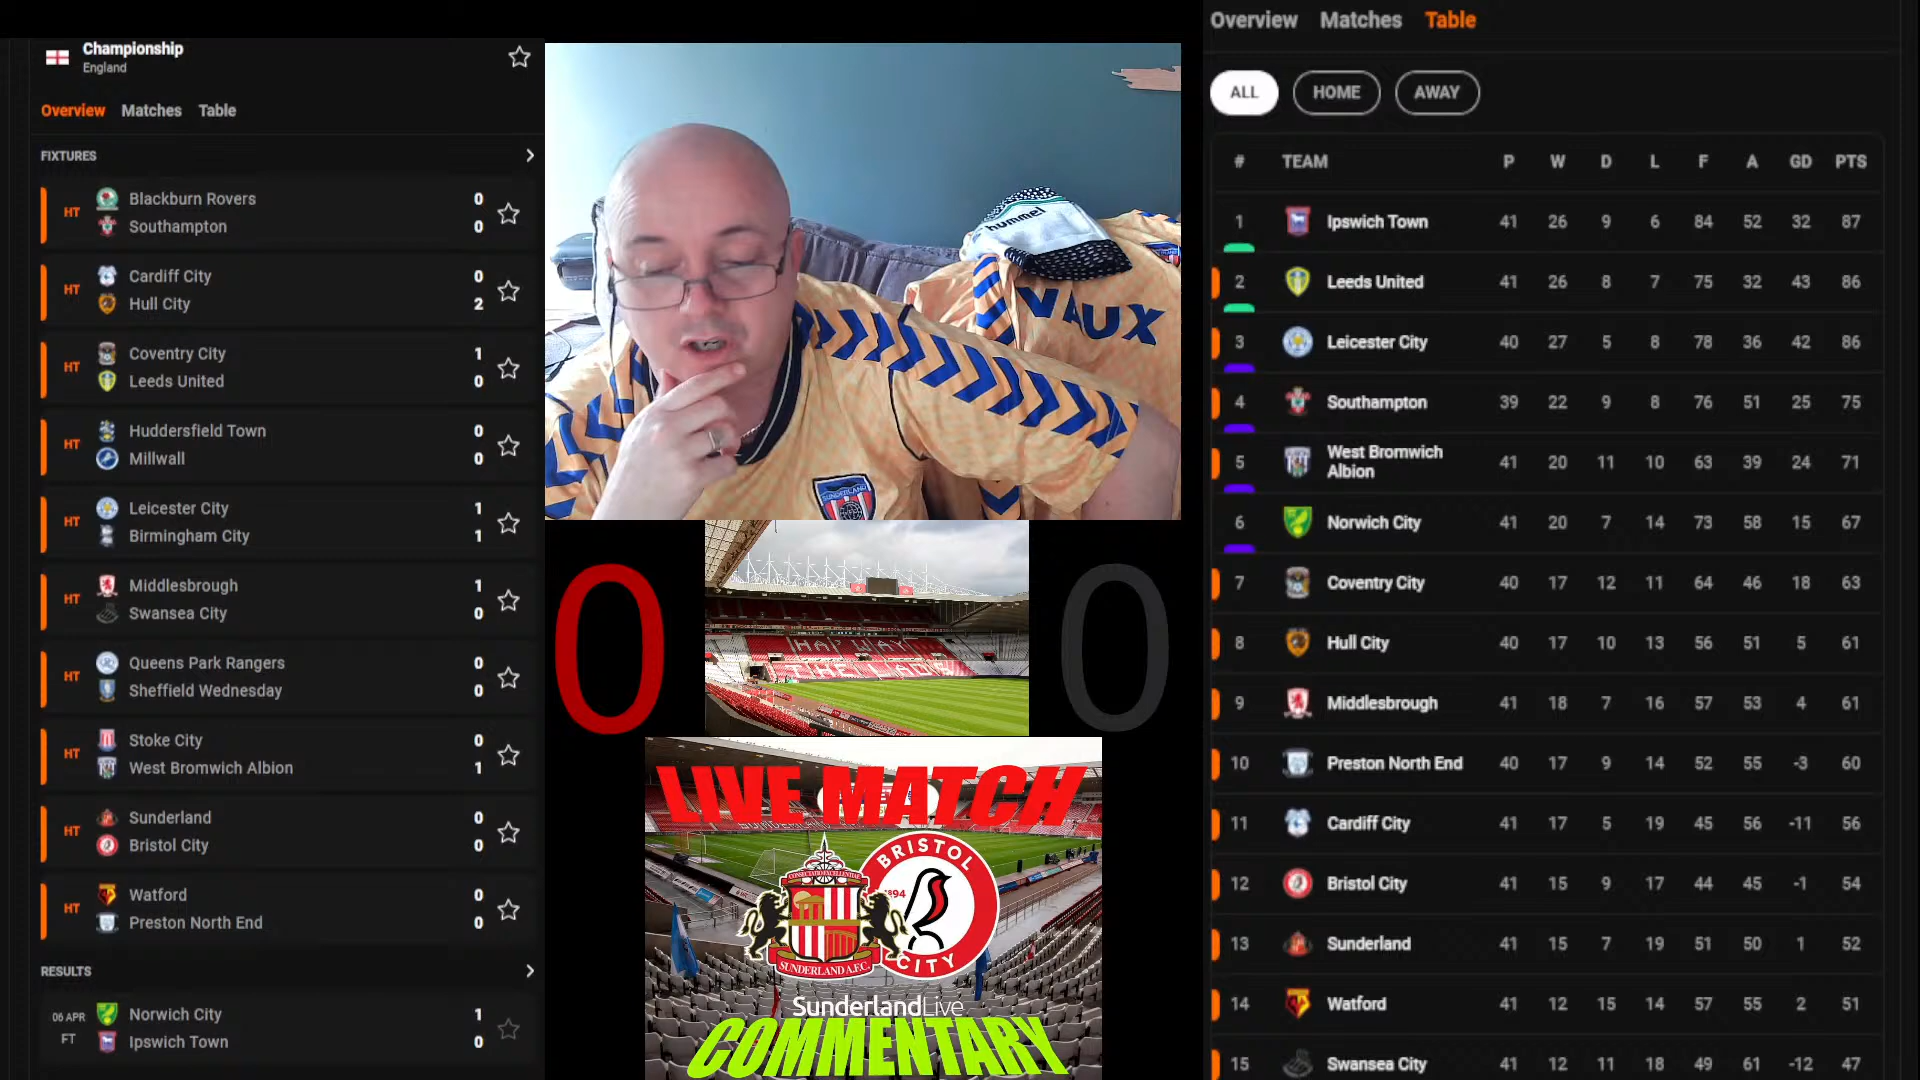 Championship
England
Overview Matches Table
FIXTURES
HT Blackburn Rovers 0
Southampton 0
HT Cardiff City 0
Hull City 2
HT Coventry City 1
Leeds United 0
HT Huddersfield Town 0
Millwall 0
HT Leicester City 1
Birmingham City 1
HT Middlesbrough 1
Swansea City 0
HT Queens Park Rangers 0
Sheffield Wednesday 0
HT Stoke City 0
West Bromwich Albion 1
HT Sunderland 0
Bristol City 0
HT Watford 0
Preston North End 0
RESULTS
06 APR Norwich City 1
FT Ipswich Town 0
hummel
VAUX
SUNDERLAND
0 0
THA WAY
THE LADS
LIVE MATCH
CONSECTATIO EXCELLENTIAE
SUNDERLAND A.F.C.
BRISTOL
1894
CITY
SunderlandLive
COMMENTARY
Overview Matches Table
ALL HOME AWAY
# TEAM P W D L F A GD PTS
1 Ipswich Town 41 26 9 6 84 52 32 87
2 Leeds United 41 26 8 7 75 32 43 86
3 Leicester City 40 27 5 8 78 36 42 86
4 Southampton 39 22 9 8 76 51 25 75
5 West Bromwich Albion 41 20 11 10 63 39 24 71
6 Norwich City 41 20 7 14 73 58 15 67
7 Coventry City 40 17 12 11 64 46 18 63
8 Hull City 40 17 10 13 56 51 5 61
9 Middlesbrough 41 18 7 16 57 53 4 61
10 Preston North End 40 17 9 14 52 55 -3 60
11 Cardiff City 41 17 5 19 45 56 -11 56
12 Bristol City 41 15 9 17 44 45 -1 54
13 Sunderland 41 15 7 19 51 50 1 52
14 Watford 41 12 15 14 57 55 2 51
15 Swansea City 41 12 11 18 49 61 -12 47